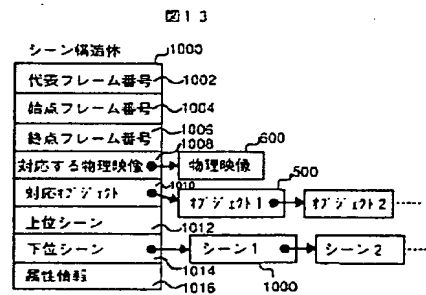 図13
シーン構造体
1000
代表フレーム番号
1002
始点フレーム番号
1004
終点フレーム番号
1006
対応する物理映像
1008
物理映像
600
対応オブジェクト
1010
オブジェクト1
500
オブジェクト2
上位シーン
1012
下位シーン
1014
シーン1
1000
シーン2
属性情報
1016